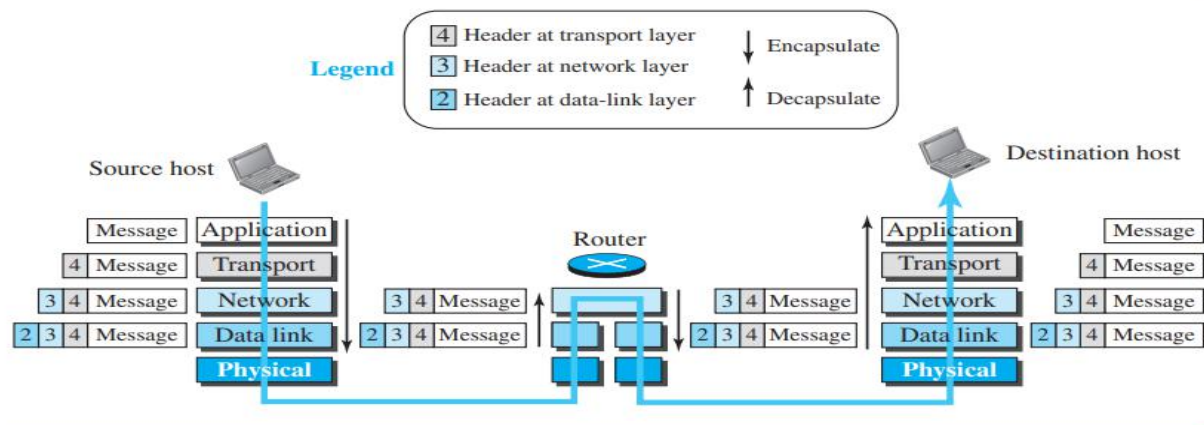 Legend
4 Header at transport layer
3 Header at network layer
2 Header at data-link layer
Encapsulate
Decapsulate
Source host
Destination host
Router
Message Application
4 Message Transport
3 4 Message Network
2 3 4 Message Data link
Physical
3 4 Message
2 3 4 Message
3 4 Message
2 3 4 Message
Application Message
Transport 4 Message
Network 3 4 Message
Data link 2 3 4 Message
Physical